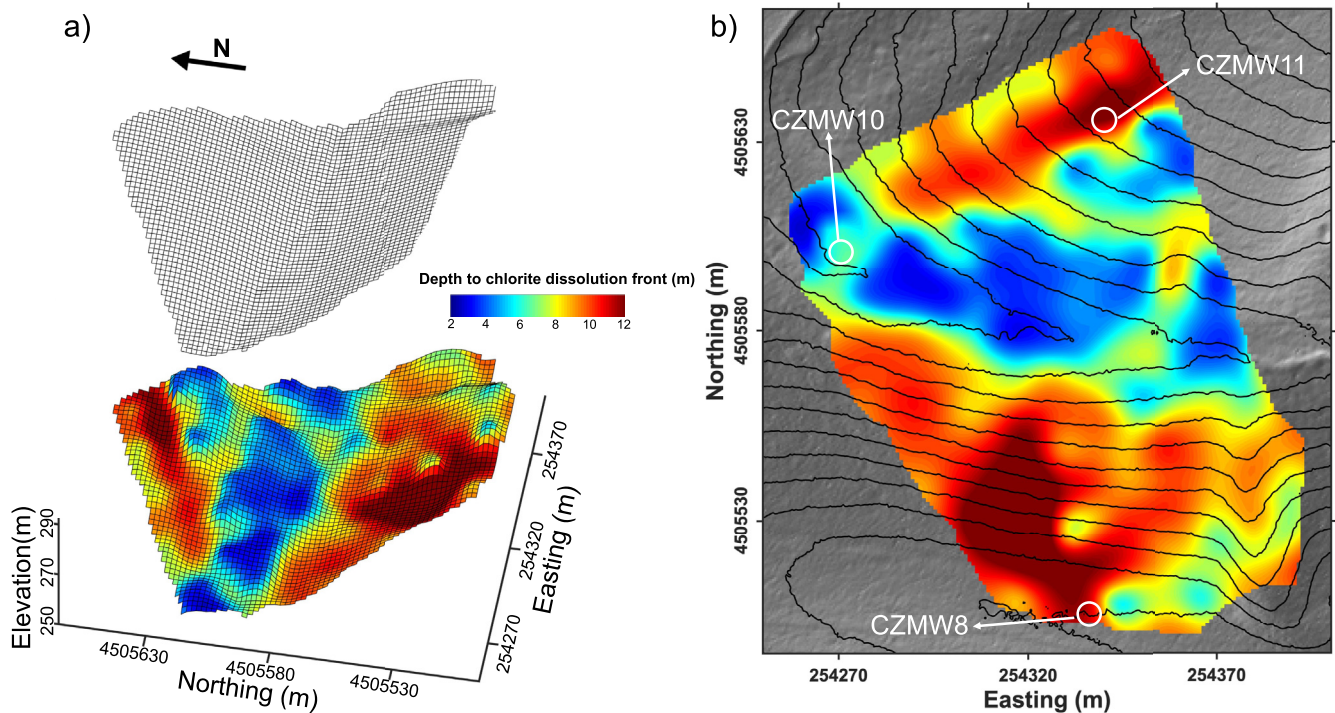 a)
N
Depth to chlorite dissolution front (m)
2 4 6 8 10 12
Elevation(m)
290
270
250
4505630
4505580
4505530
Northing (m)
254270
254320
254370
Easting (m)
b)
CZMW11
CZMW10
CZMW8
4505630
4505580
4505530
Northing (m)
254270 254320 254370
Easting (m)